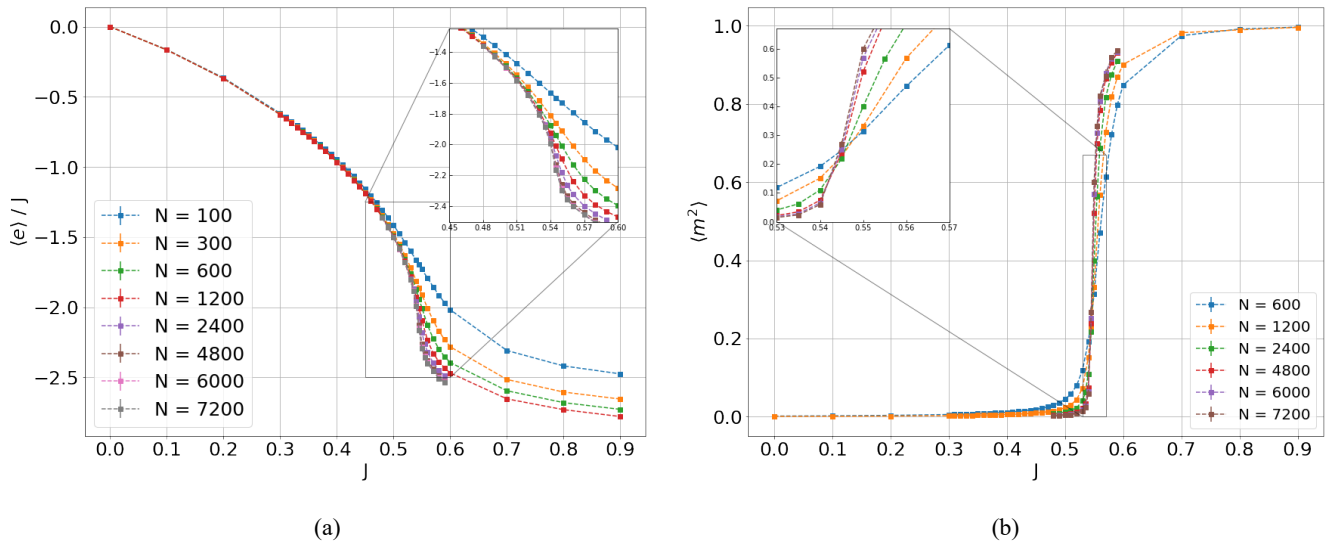 0.0
−0.5
−1.0
−1.5
−2.0
−2.5
⟨e⟩ / J
0.0 0.1 0.2 0.3 0.4 0.5 0.6 0.7 0.8 0.9
J
N = 100
N = 300
N = 600
N = 1200
N = 2400
N = 4800
N = 6000
N = 7200
−1.4
−1.6
−1.8
−2.0
−2.2
−2.4
0.45 0.48 0.51 0.54 0.57 0.60
(a)
1.0
0.8
0.6
0.4
0.2
0.0
⟨m²⟩
0.0 0.1 0.2 0.3 0.4 0.5 0.6 0.7 0.8 0.9
J
0.6
0.5
0.4
0.3
0.2
0.1
0.0
0.53 0.54 0.55 0.56 0.57
N = 600
N = 1200
N = 2400
N = 4800
N = 6000
N = 7200
(b)